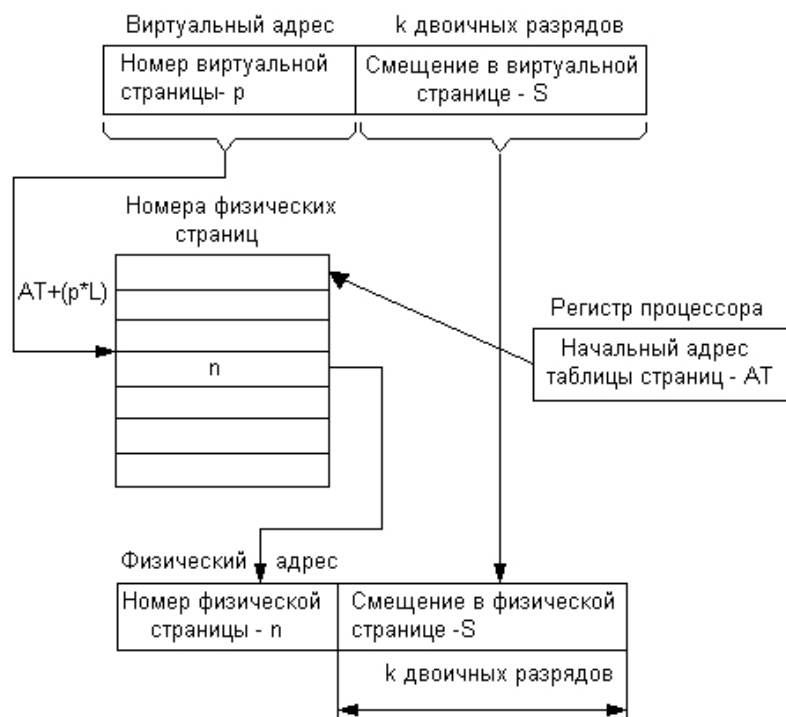 Виртуальный адрес
k двоичных разрядов
Номер виртуальной
страницы- p
Смещение в виртуальной
странице - S
Номера физических
страниц
AT+(p*L)
n
Регистр процессора
Начальный адрес
таблицы страниц - AT
Физический адрес
Номер физической
страницы - n
Смещение в физической
странице -S
k двоичных разрядов